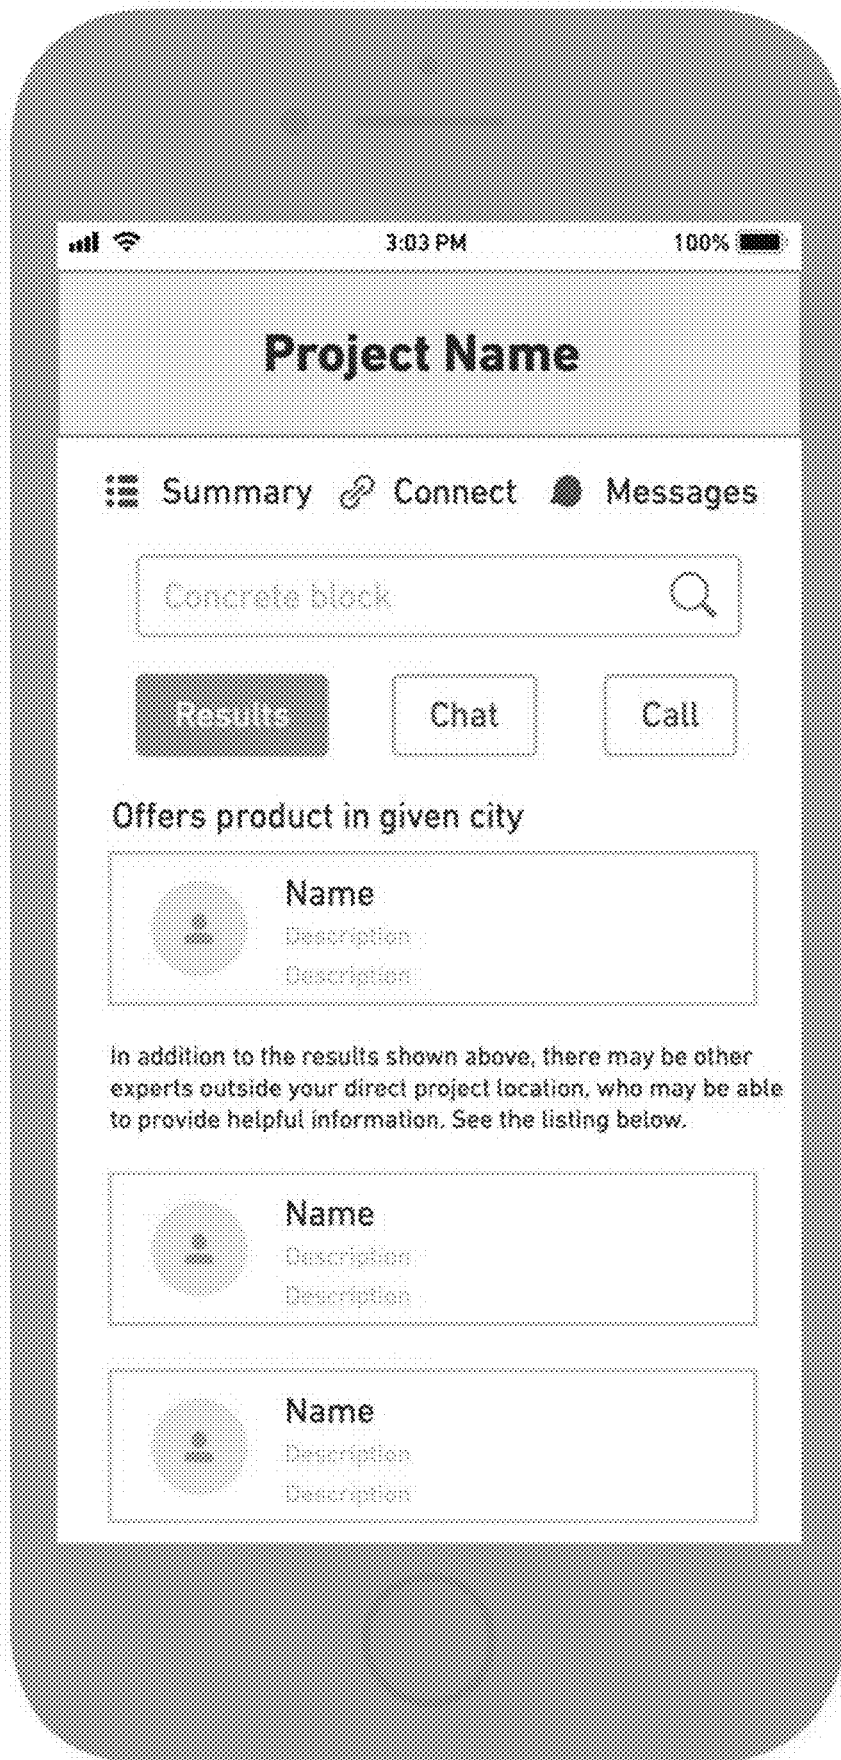 3:03 PM 100%
Project Name
Summary Connect Messages
Concrete block
Results Chat Call
Offers product in given city
Name
Description
Description
In addition to the results shown above, there may be other
experts outside your direct project location, who may be able
to provide helpful information. See the listing below.
Name
Description
Description
Name
Description
Description